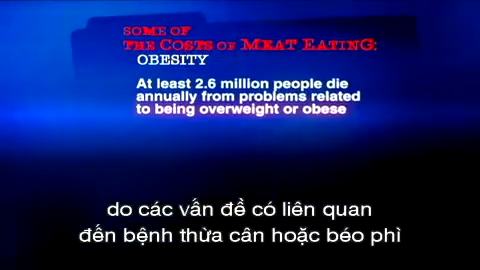 SOME OF
THE COSTS OF MEAT EATING:
OBESITY
At least 2.6 million people die
annually from problems related
to being overweight or obese
do các vấn đề có liên quan
đến bệnh thừa cân hoặc béo phì